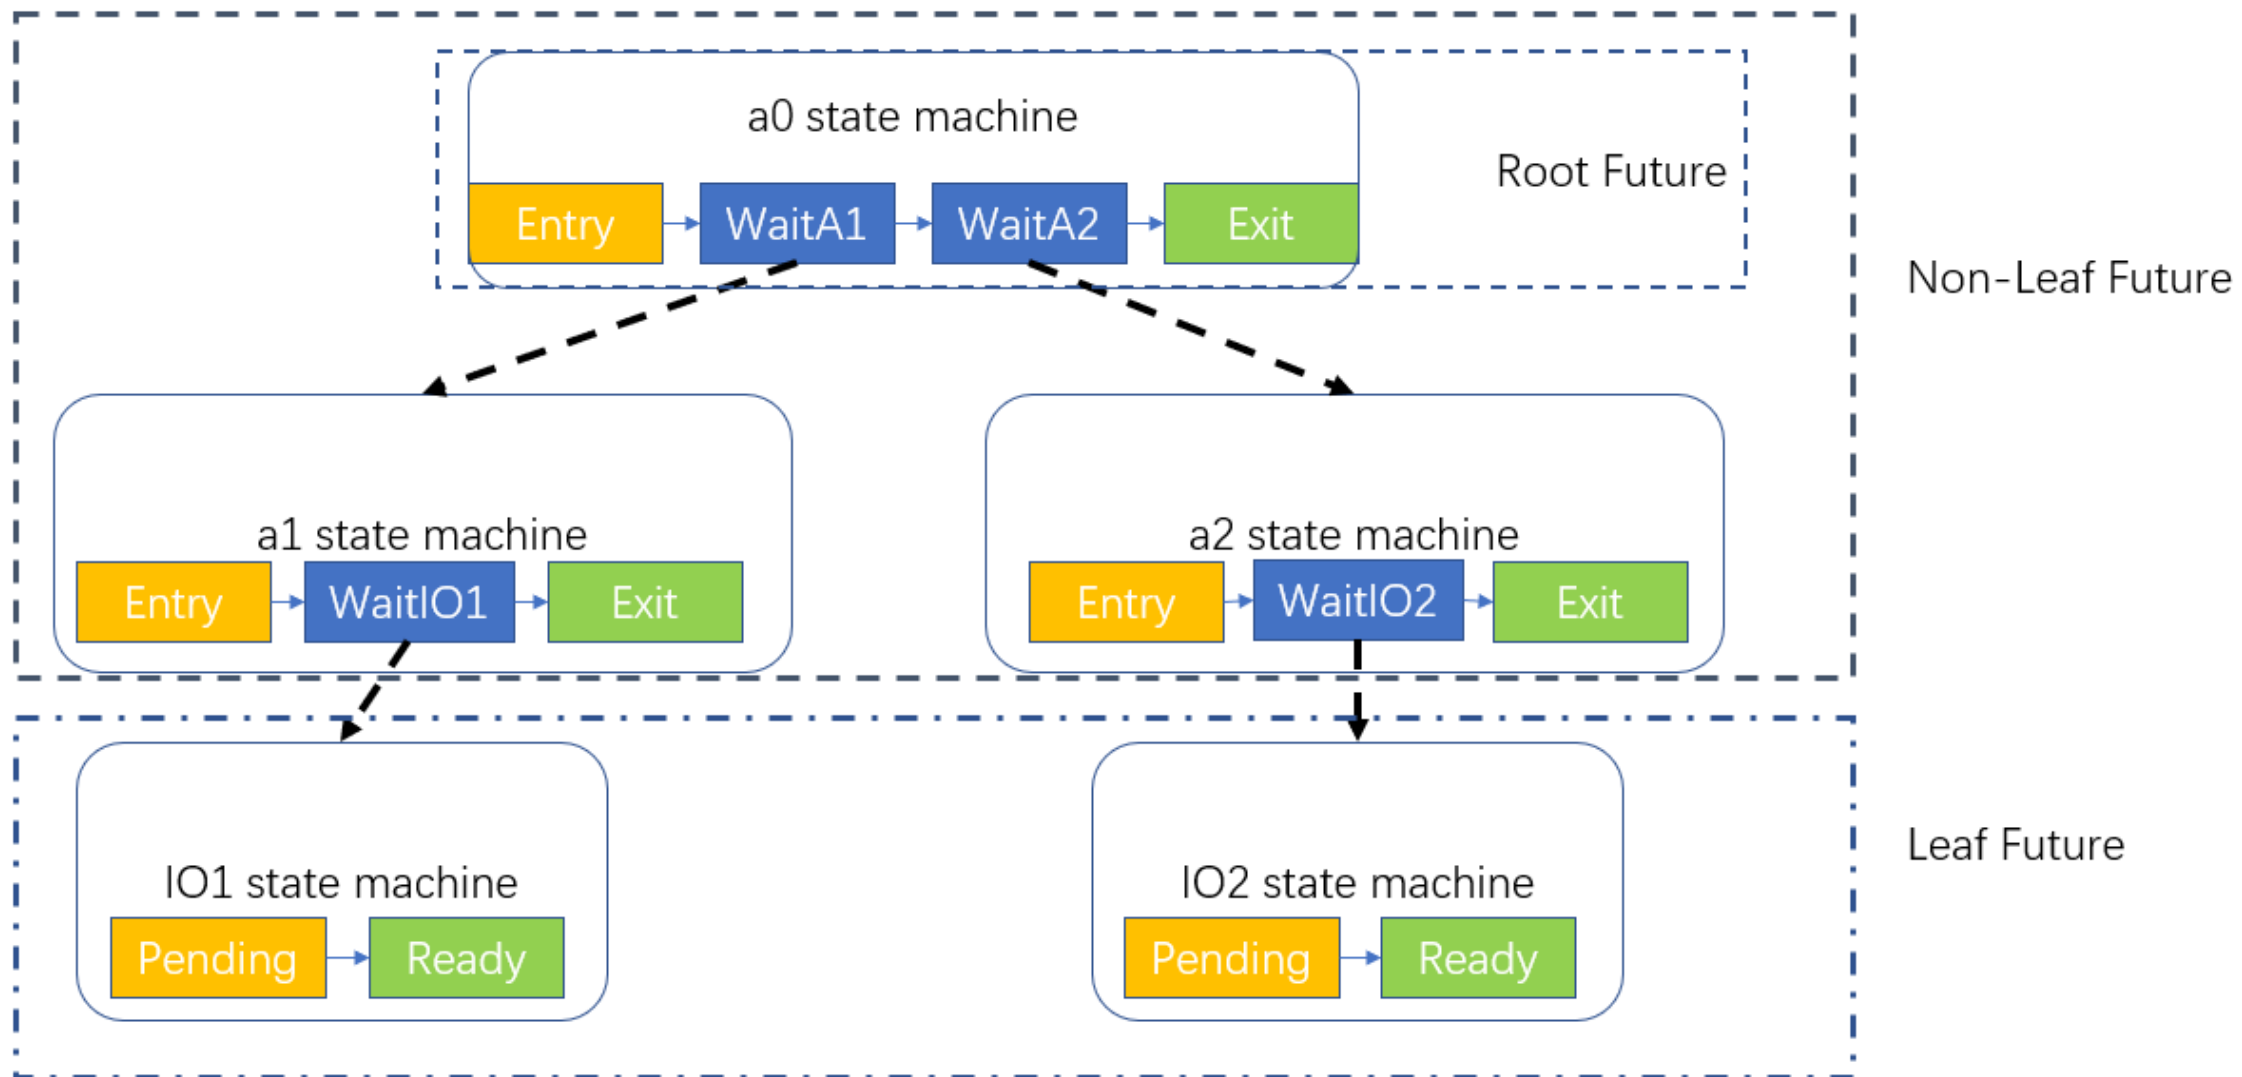 a0 state machine
Root Future
Entry
WaitA1
WaitA2
Exit
Non-Leaf Future
a1 state machine
Entry
WaitIO1
Exit
a2 state machine
Entry
WaitIO2
Exit
Leaf Future
IO1 state machine
Pending
Ready
IO2 state machine
Pending
Ready